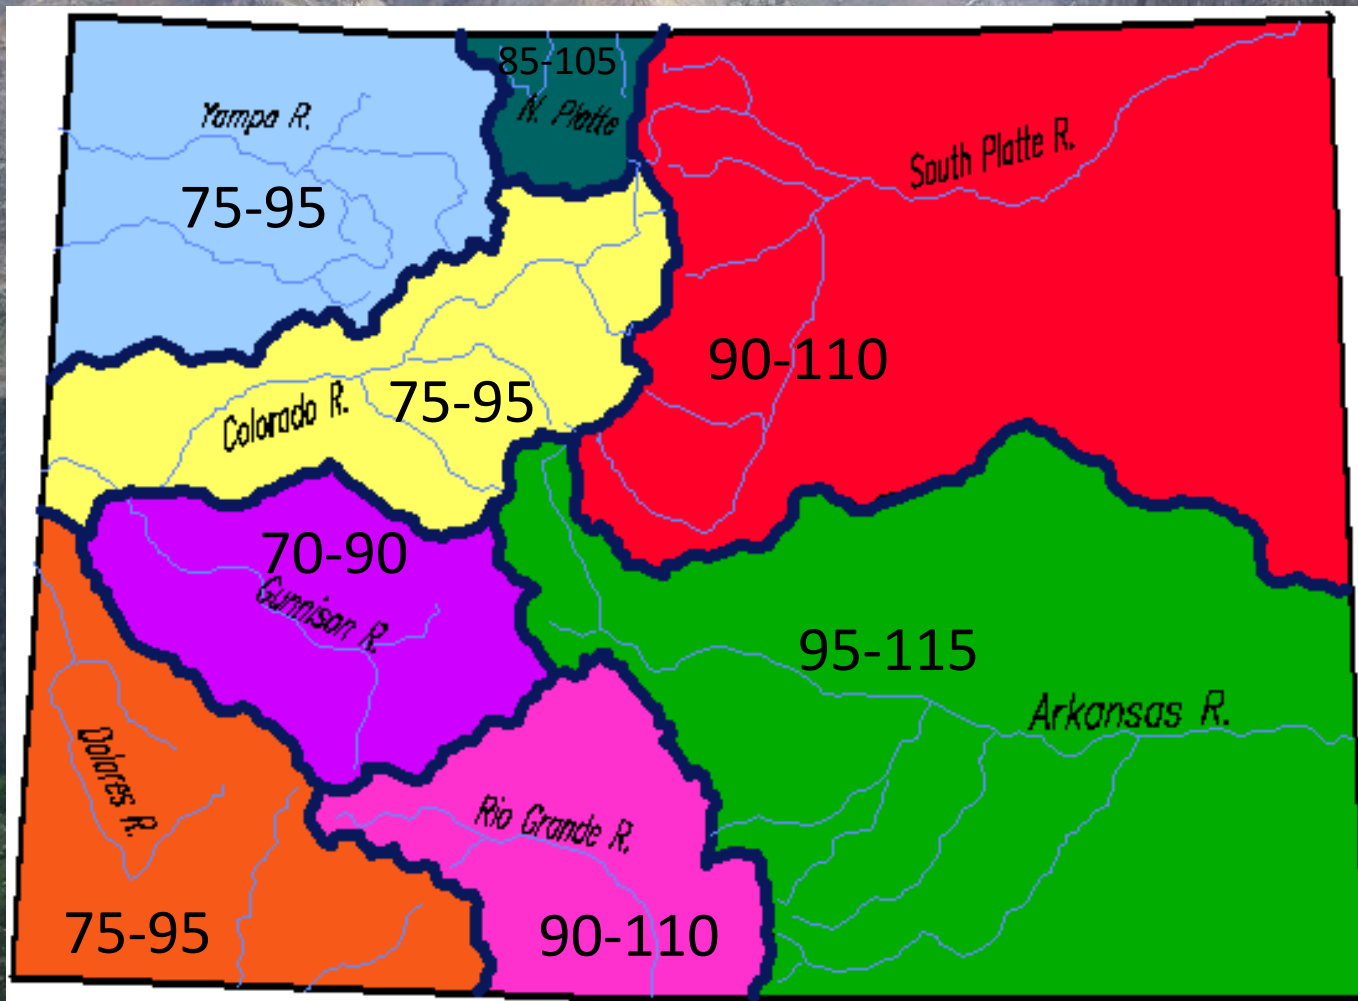 85-105
N. Platte
Yampa R.
South Platte R.
75-95
90-110
Colorado R.
75-95
70-90
Gunnison R.
95-115
Arkansas R.
Dolores R.
Rio Grande R.
75-95
90-110